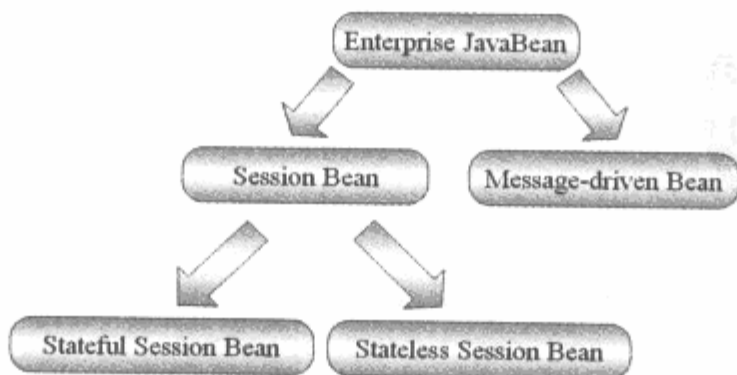 Enterprise JavaBean
Session Bean
Message-driven Bean
Stateful Session Bean
Stateless Session Bean